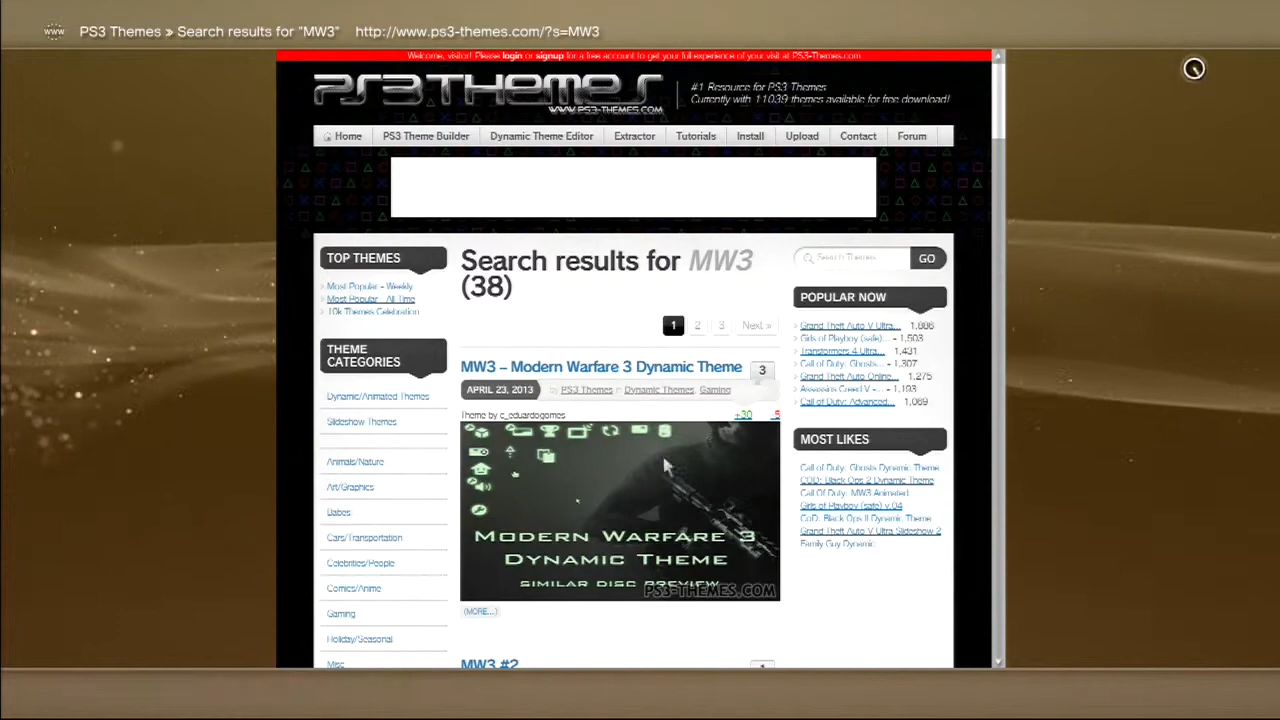 PS3 Themes » Search results for "MW3" http://www.ps3-themes.com/?s=MW3
Welcome, visitor! Please login or signup for a free account to get your full experience of your visit at PS3-Themes.com.
PS3THEMES
WWW.PS3-THEMES.COM
#1 Resource for PS3 Themes
Currently with 11039 themes available for free download!
Home PS3 Theme Builder Dynamic Theme Editor Extractor Tutorials Install Upload Contact Forum
TOP THEMES
Most Popular - Weekly
Most Popular - All Time
10k Themes Celebration
THEME
CATEGORIES
Dynamic/Animated Themes
Slideshow Themes
Animals/Nature
Art/Graphics
Babes
Cars/Transportation
Celebrities/People
Comics/Anime
Gaming
Holiday/Seasonal
Misc
Search results for MW3
(38)
1 2 3 Next »
MW3 – Modern Warfare 3 Dynamic Theme 3
APRIL 23, 2013 by PS3 Themes in Dynamic Themes, Gaming
Theme by c_eduardogomes +30 -5
MODERN WARFARE 3
DYNAMIC THEME
SIMILAR DISC PREVIEW
PS3-THEMES.COM
(MORE...)
MW3 #2
Search Themes GO
POPULAR NOW
Grand Theft Auto V Ultra... 1,886
Girls of Playboy (safe)... - 1,503
Transformers 4 Ultra... 1,431
Call of Duty: Ghosts... - 1,307
Grand Theft Auto Online... 1,275
Assassins Creed V -... - 1,193
Call of Duty: Advanced... 1,069
MOST LIKES
Call of Duty: Ghosts Dynamic Theme
COD: Black Ops 2 Dynamic Theme
Call Of Duty: MW3 Animated
Girls of Playboy (safe) v.04
CoD: Black Ops II Dynamic Theme
Grand Theft Auto V Ultra Slideshow 2
Family Guy Dynamic